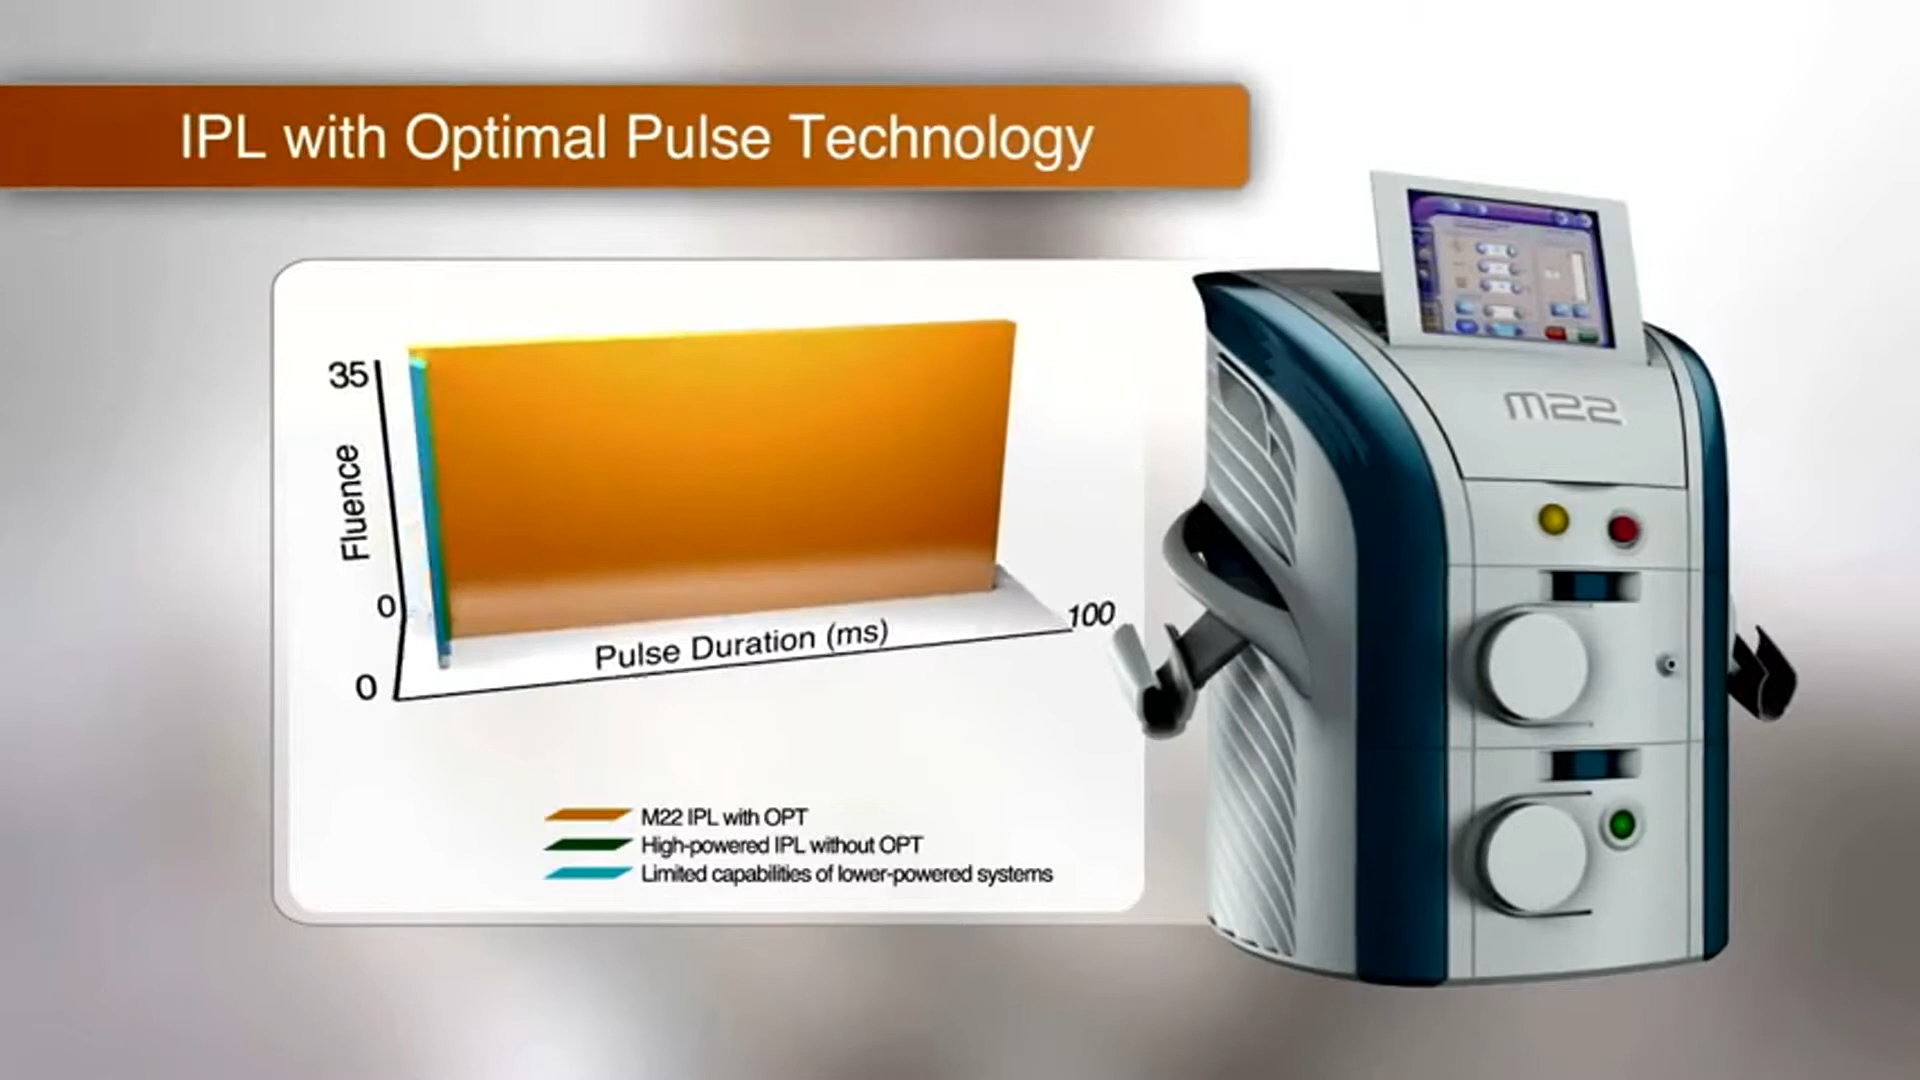 IPL with Optimal Pulse Technology
35
Fluence
0
0
Pulse Duration (ms)
100
M22 IPL with OPT
High-powered IPL without OPT
Limited capabilities of lower-powered systems
m22